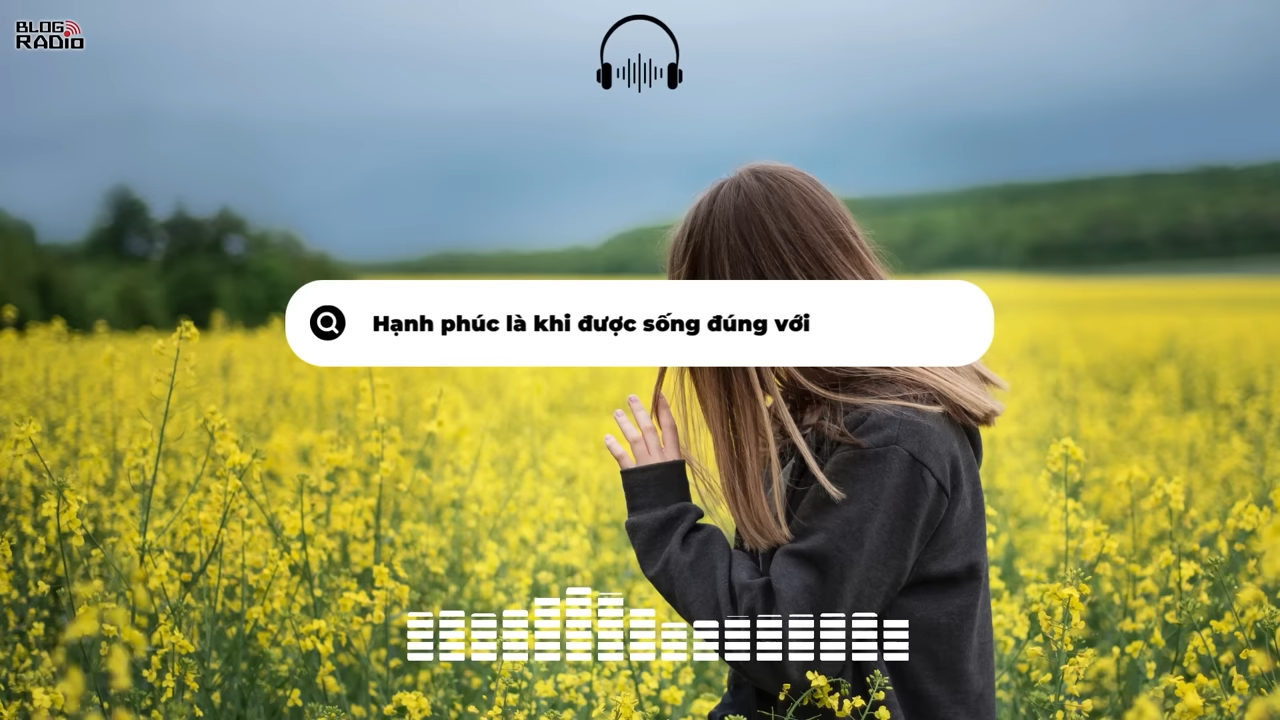 BLOG
RADIO
Hạnh phúc là khi được sống đúng với